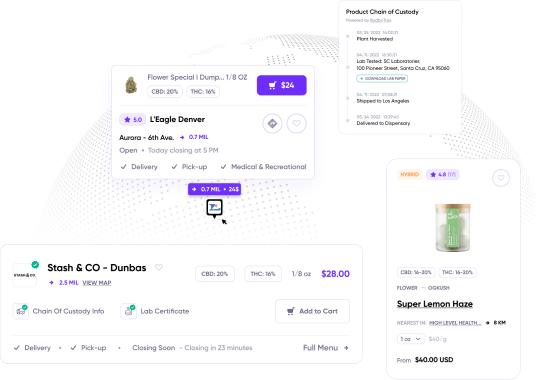 Product Chain of Custody
Powered by
03/25/2022 14:00:21
Plant Harvested
Lab Tested: SC Laboratories
100 Pioneer Street, Santa Cruz, CA 95060
DOWNLOAD LAB PAPER
Shipped to Los Angeles
Delivered to Dispensary
Flower Special I Dump... 1/8 OZ
CBD: 20%
THC: 16%
$24
5.0
L'Eagle Denver
Aurora - 6th Ave.
0.7 MIL
Open • Today closing at 5 PM
Delivery
Pick-up
Medical & Recreational
0.7 MIL • 24$
HYBRID
4.8
CBD: 16-20%
THC: 16-20%
FLOWER — OGKUSH
Super Lemon Haze
NEAREST IN: HIGH LEVEL HEALTH...
8 KM
1 oz
$40/g
From $40.00 USD
STASH&CO.
Stash & CO - Dunbas
2.5 MIL
VIEW MAP
CBD: 20%
THC: 16%
1/8 oz
$28.00
Chain Of Custody Info
Lab Certificate
Add to Cart
Delivery
• Pick-up
• Closing Soon - Closing in 23 minutes
Full Menu